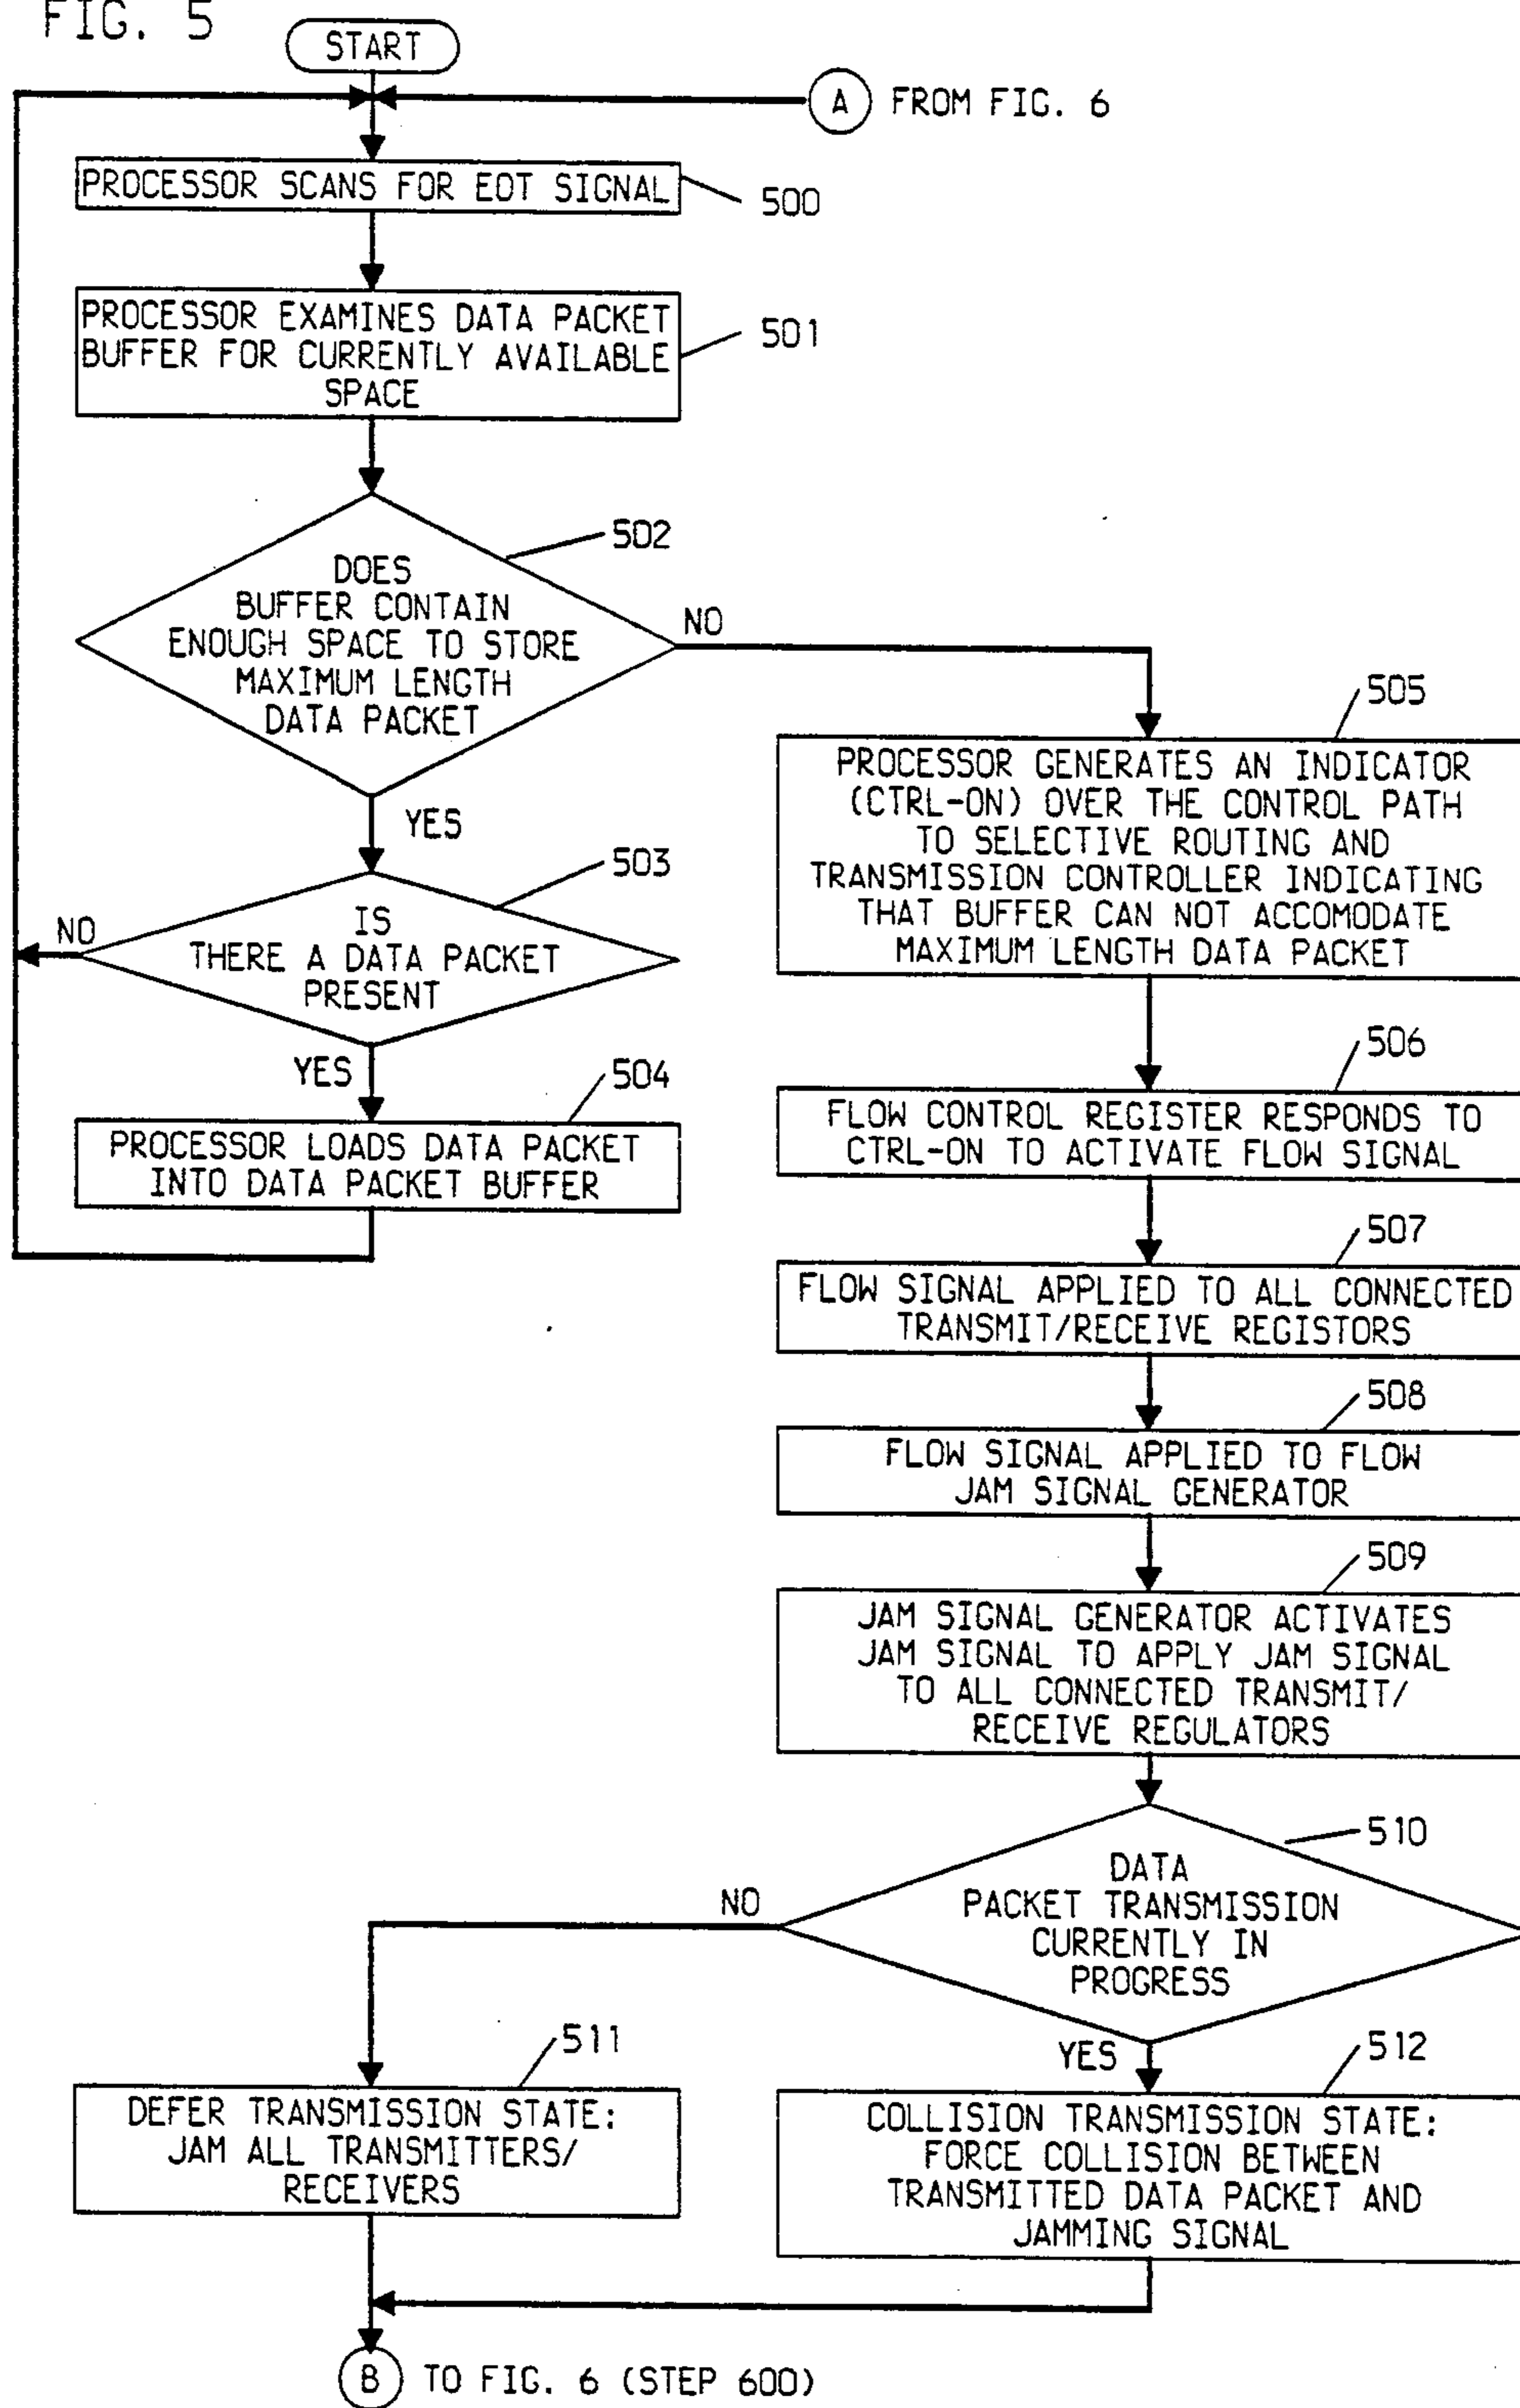 FIG. 5
START
A
FROM FIG. 6
PROCESSOR SCANS FOR EOT SIGNAL
500
PROCESSOR EXAMINES DATA PACKET
BUFFER FOR CURRENTLY AVAILABLE
SPACE
501
502
DOES
BUFFER CONTAIN
ENOUGH SPACE TO STORE
MAXIMUM LENGTH
DATA PACKET
NO
YES
503
IS
THERE A DATA PACKET
PRESENT
NO
YES
504
PROCESSOR LOADS DATA PACKET
INTO DATA PACKET BUFFER
505
PROCESSOR GENERATES AN INDICATOR
(CTRL-ON) OVER THE CONTROL PATH
TO SELECTIVE ROUTING AND
TRANSMISSION CONTROLLER INDICATING
THAT BUFFER CAN NOT ACCOMODATE
MAXIMUM LENGTH DATA PACKET
506
FLOW CONTROL REGISTER RESPONDS TO
CTRL-ON TO ACTIVATE FLOW SIGNAL
507
FLOW SIGNAL APPLIED TO ALL CONNECTED
TRANSMIT/RECEIVE REGISTORS
508
FLOW SIGNAL APPLIED TO FLOW
JAM SIGNAL GENERATOR
509
JAM SIGNAL GENERATOR ACTIVATES
JAM SIGNAL TO APPLY JAM SIGNAL
TO ALL CONNECTED TRANSMIT/
RECEIVE REGULATORS
510
DATA
PACKET TRANSMISSION
CURRENTLY IN
PROGRESS
NO
YES
511
DEFER TRANSMISSION STATE:
JAM ALL TRANSMITTERS/
RECEIVERS
512
COLLISION TRANSMISSION STATE:
FORCE COLLISION BETWEEN
TRANSMITTED DATA PACKET AND
JAMMING SIGNAL
B
TO FIG. 6 (STEP 600)